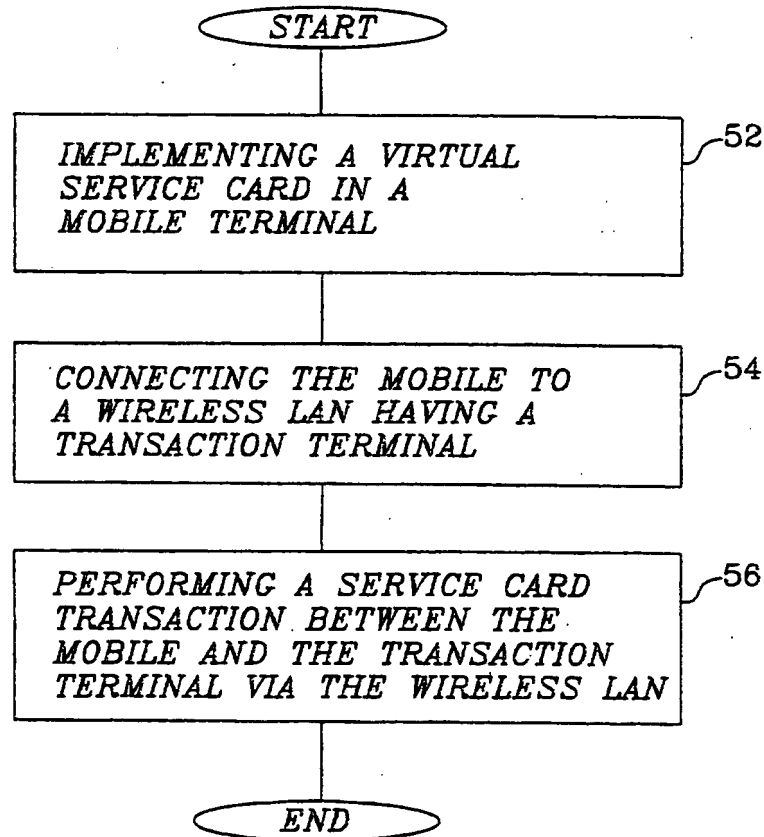 START
IMPLEMENTING A VIRTUAL
SERVICE CARD IN A
MOBILE TERMINAL
52
CONNECTING THE MOBILE TO
A WIRELESS LAN HAVING A
TRANSACTION TERMINAL
54
PERFORMING A SERVICE CARD
TRANSACTION BETWEEN THE
MOBILE AND THE TRANSACTION
TERMINAL VIA THE WIRELESS LAN
56
END